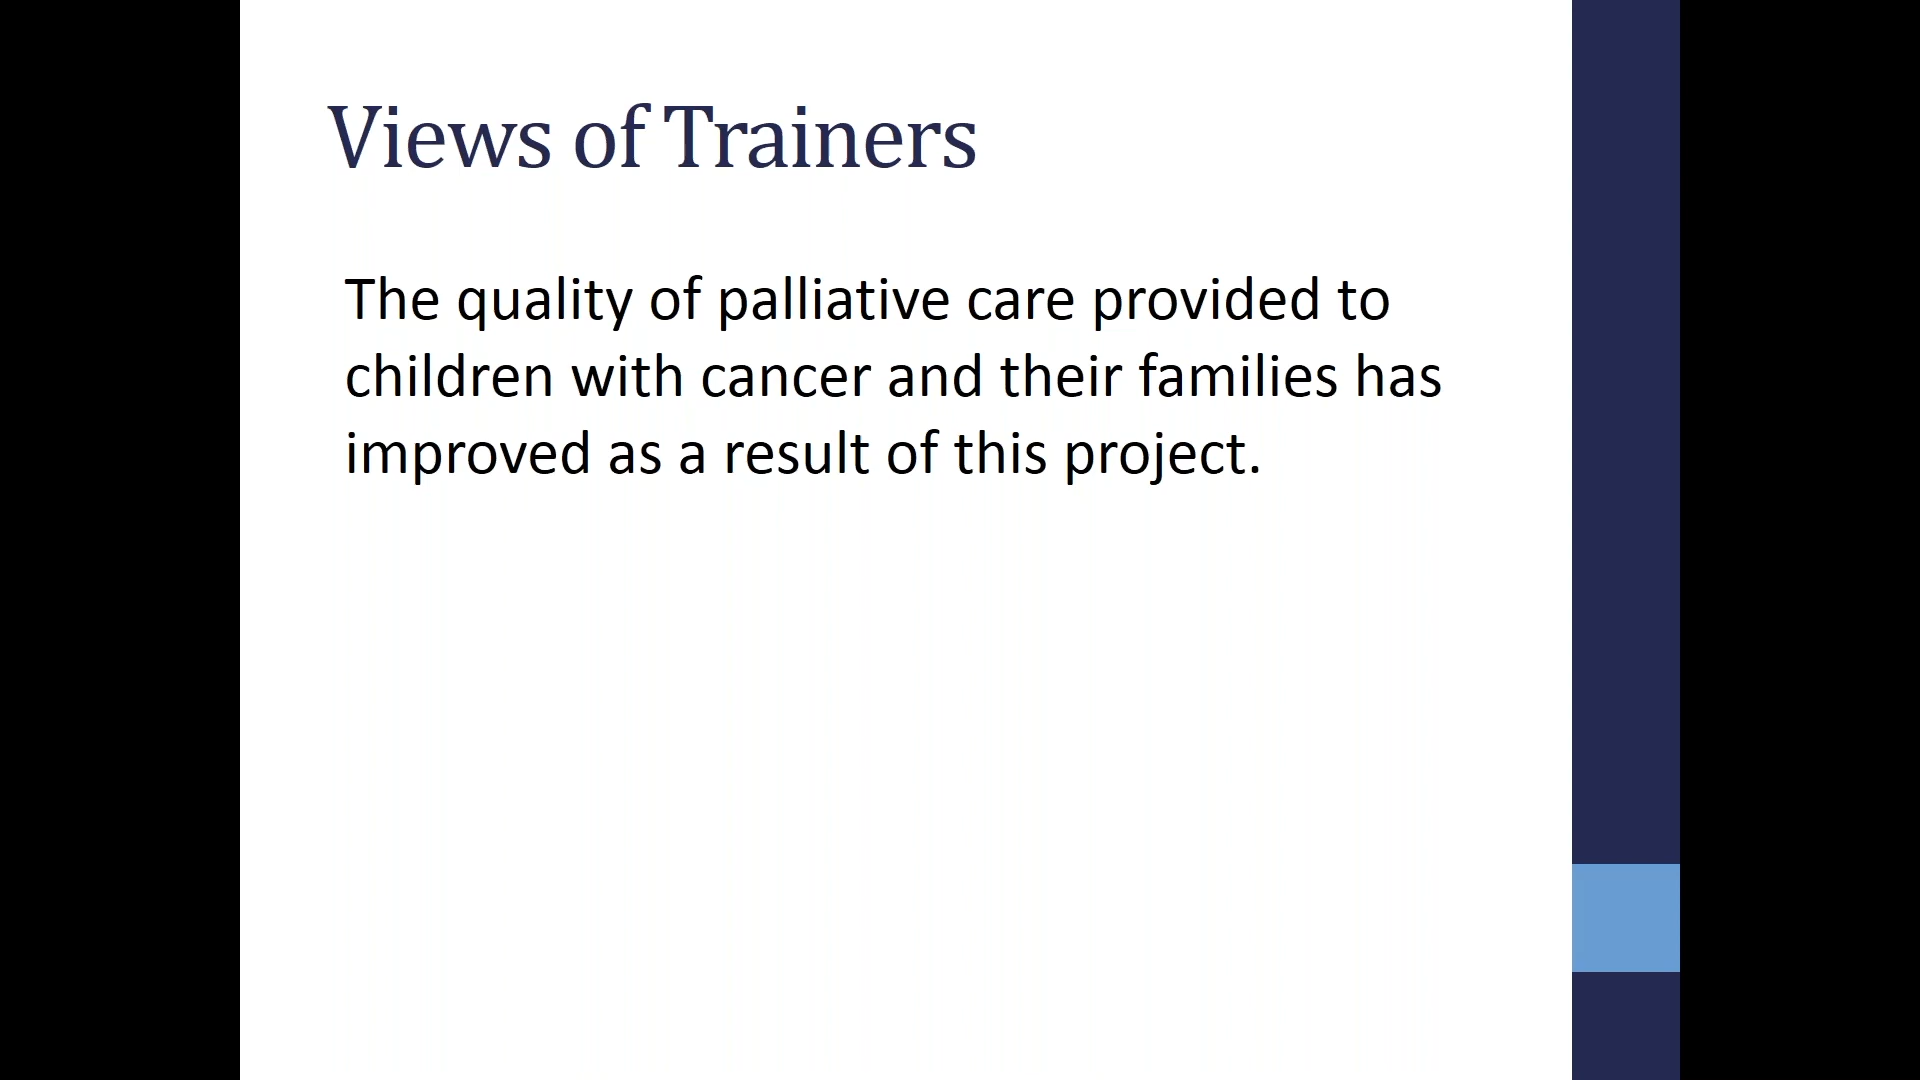 Views of Trainers
The quality of palliative care provided to
children with cancer and their families has
improved as a result of this project.